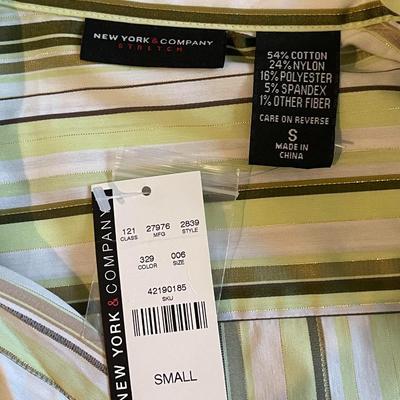 NEW YORK & COMPANY
STRETCH
54% COTTON
24% NYLON
16% POLYESTER
5% SPANDEX
1% OTHER FIBER
CARE ON REVERSE
S
MADE IN
CHINA
NEW YORK & COMPANY
121 27976 2839
CLASS MFG STYLE
329 006
COLOR SIZE
42190185
SKU
SMALL